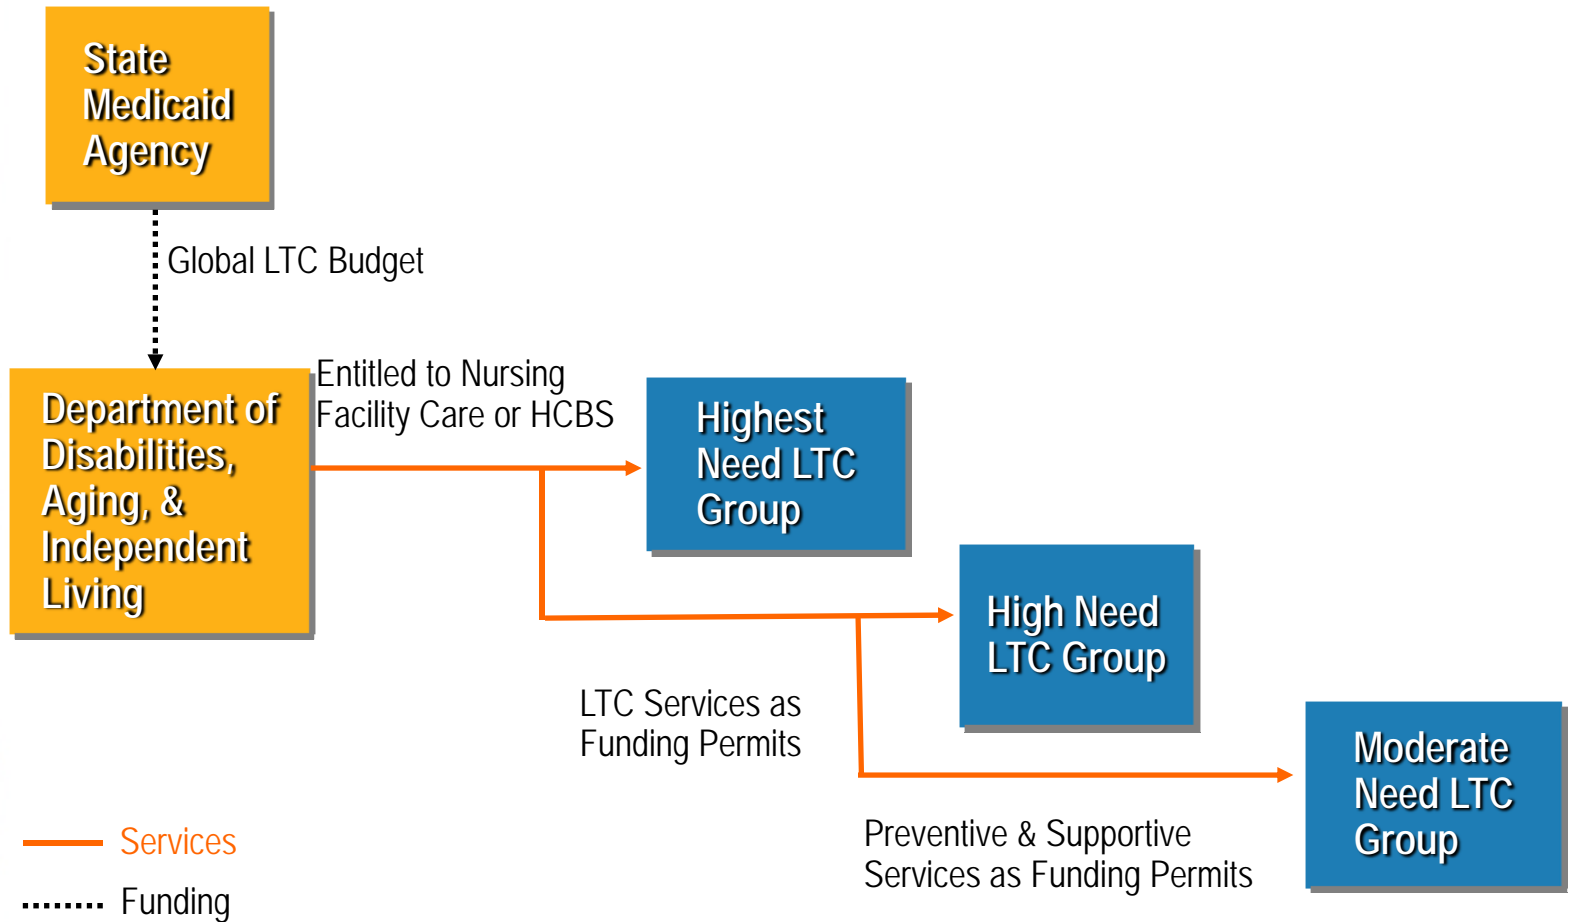 State
Medicaid
Agency
Global LTC Budget
Department of
Disabilities,
Aging, &
Independent
Living
Entitled to Nursing
Facility Care or HCBS
Highest
Need LTC
Group
High Need
LTC Group
LTC Services as
Funding Permits
Moderate
Need LTC
Group
Preventive & Supportive
Services as Funding Permits
Services
Funding